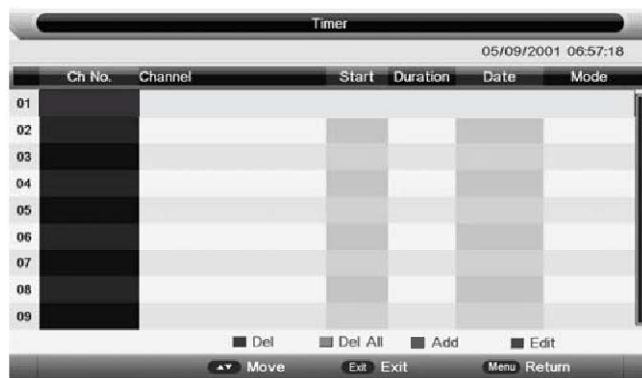 Timer
05/09/2001 06:57:18
Ch No. Channel Start Duration Date Mode
01
02
03
04
05
06
07
08
09
Del Del All Add Edit
Move Exit Exit Menu Return